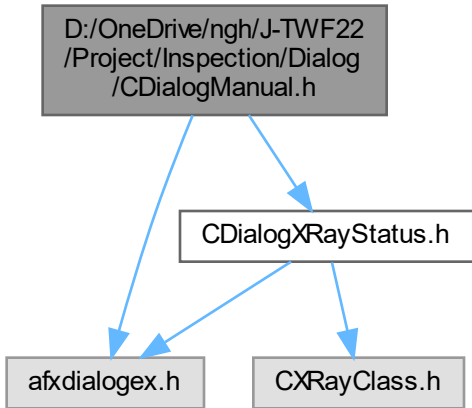 D:/OneDrive/ngh/J-TWF22
/Project/Inspection/Dialog
/CDialogManual.h
CDialogXRayStatus.h
afxdialogex.h
CXRayClass.h